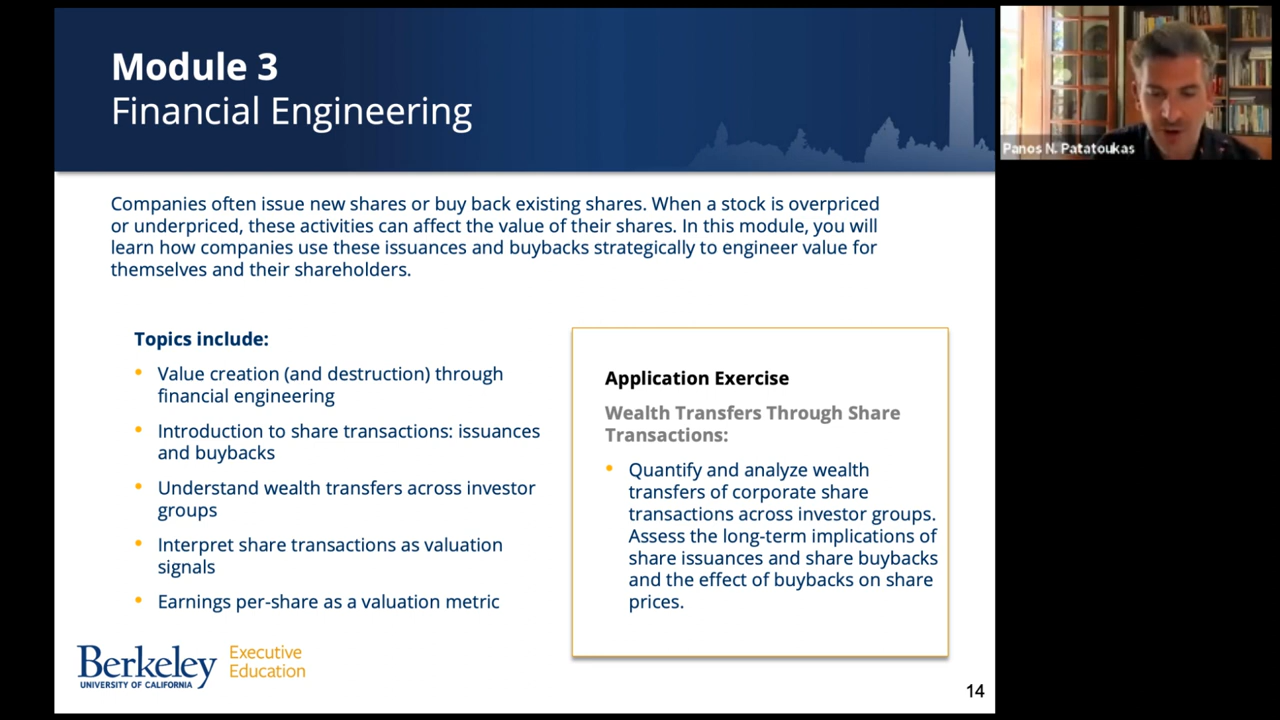 Module 3
Financial Engineering
Panos N. Patatoukas
Companies often issue new shares or buy back existing shares. When a stock is overpriced
or underpriced, these activities can affect the value of their shares. In this module, you will
learn how companies use these issuances and buybacks strategically to engineer value for
themselves and their shareholders.
Topics include:
• Value creation (and destruction) through
financial engineering
• Introduction to share transactions: issuances
and buybacks
• Understand wealth transfers across investor
groups
• Interpret share transactions as valuation
signals
• Earnings per-share as a valuation metric
Application Exercise
Wealth Transfers Through Share
Transactions:
• Quantify and analyze wealth
transfers of corporate share
transactions across investor groups.
Assess the long-term implications of
share issuances and share buybacks
and the effect of buybacks on share
prices.
Berkeley
UNIVERSITY OF CALIFORNIA
Executive
Education
14